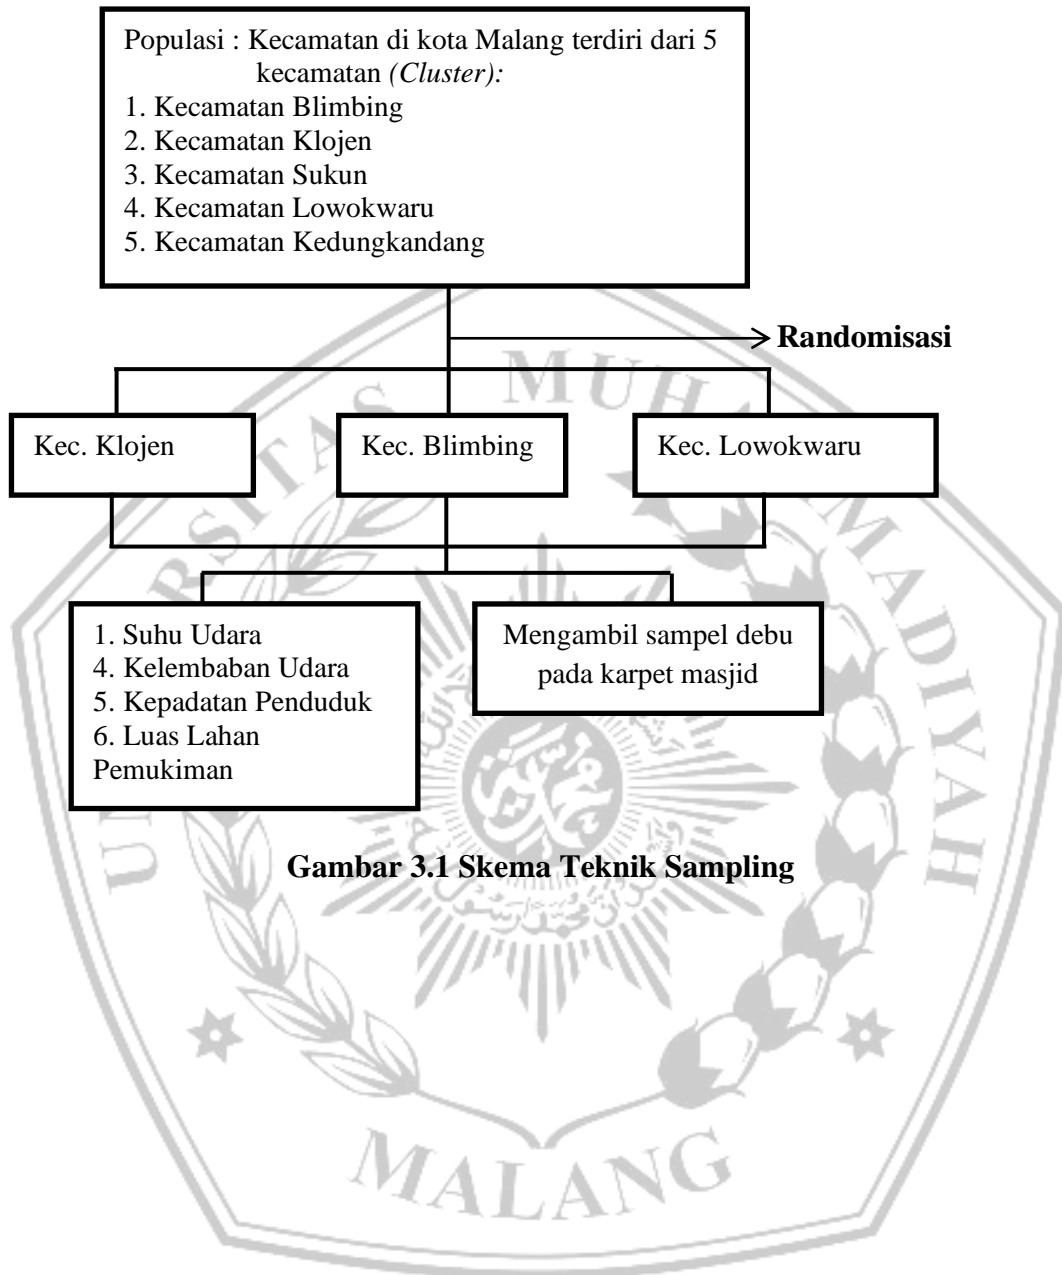 Populasi : Kecamatan di kota Malang terdiri dari 5
kecamatan (Cluster):
1. Kecamatan Blimbing
2. Kecamatan Klojen
3. Kecamatan Sukun
4. Kecamatan Lowokwaru
5. Kecamatan Kedungkandang
Randomisasi
Kec. Klojen
Kec. Blimbing
Kec. Lowokwaru
1. Suhu Udara
4. Kelembaban Udara
5. Kepadatan Penduduk
6. Luas Lahan
Pemukiman
Mengambil sampel debu
pada karpet masjid
Gambar 3.1 Skema Teknik Sampling
MALANG